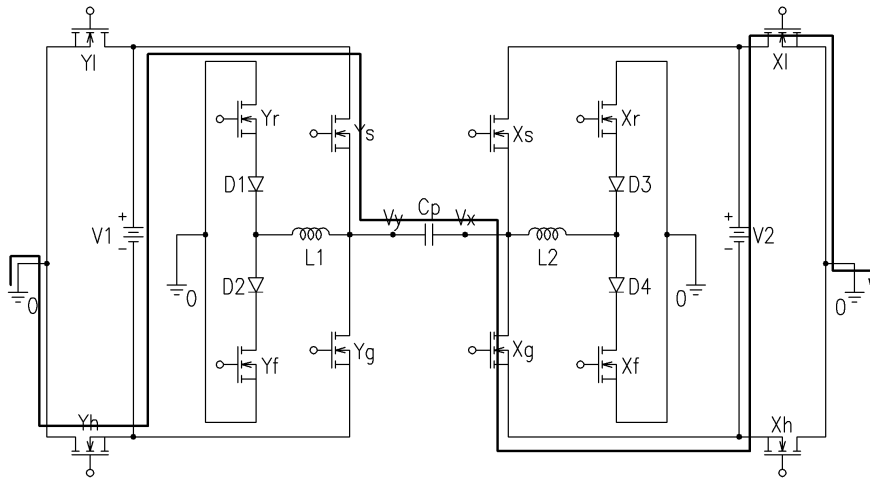 Yl
Xl
Yr
Ys
Xs
Xr
D1
D3
Cp
Vy
Vx
+
V1
-
L1
L2
+
V2
-
0
0
D2
D4
0
0
Yg
Xg
Yf
Xf
Yh
Xh